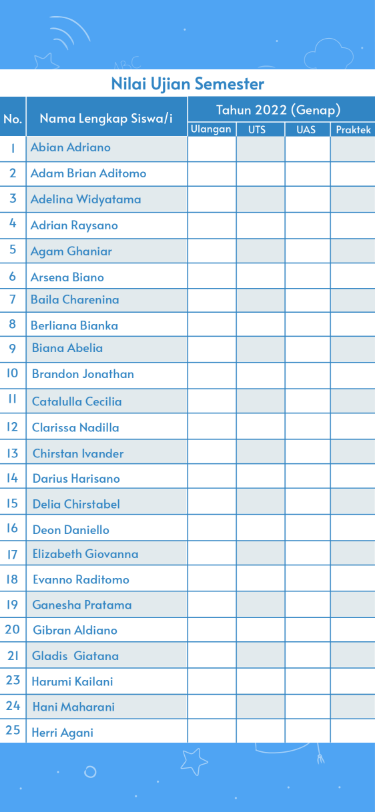 ABC
Nilai Ujian Semester
No. Nama Lengkap Siswa/i Tahun 2022 (Genap)
Ulangan UTS UAS Praktek
1 Abian Adriano
2 Adam Brian Aditomo
3 Adelina Widyatama
4 Adrian Raysano
5 Agam Ghaniar
6 Arsena Biano
7 Baila Charenina
8 Berliana Bianka
9 Biana Abelia
10 Brandon Jonathan
11 Catalulla Cecilia
12 Clarissa Nadilla
13 Chirstan Ivander
14 Darius Harisano
15 Delia Chirstabel
16 Deon Daniello
17 Elizabeth Giovanna
18 Evanno Raditomo
19 Ganesha Pratama
20 Gibran Aldiano
21 Gladis Giatana
23 Harumi Kailani
24 Hani Maharani
25 Herri Agani